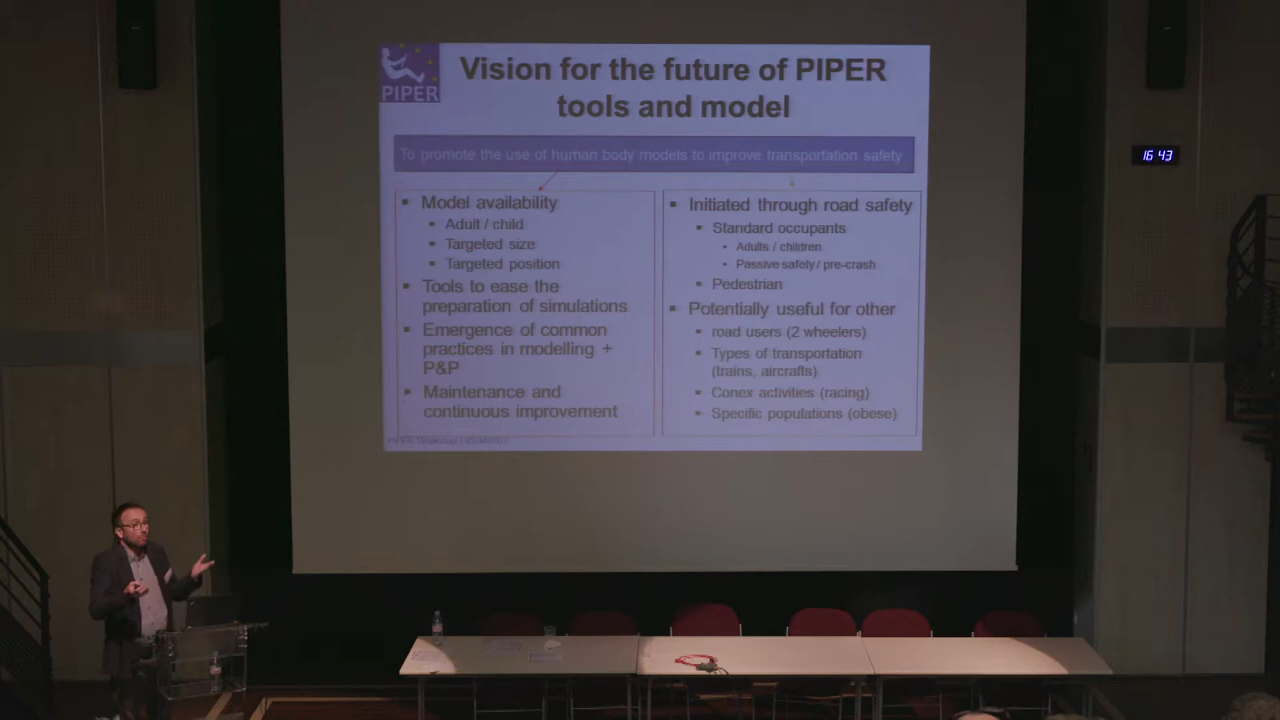 PIPER
Vision for the future of PIPER
tools and model
To promote the use of human body models to improve transportation safety
Model availability
Adult / child
Targeted size
Targeted position
Tools to ease the
preparation of simulations
Emergence of common
practices in modelling +
P&P
Maintenance and
continuous improvement
Initiated through road safety
Standard occupants
Adults / children
Passive safety / pre-crash
Pedestrian
Potentially useful for other
road users (2 wheelers)
Types of transportation
(trains, aircrafts)
Conex activities (racing)
Specific populations (obese)
PIPER Workshop
16 43